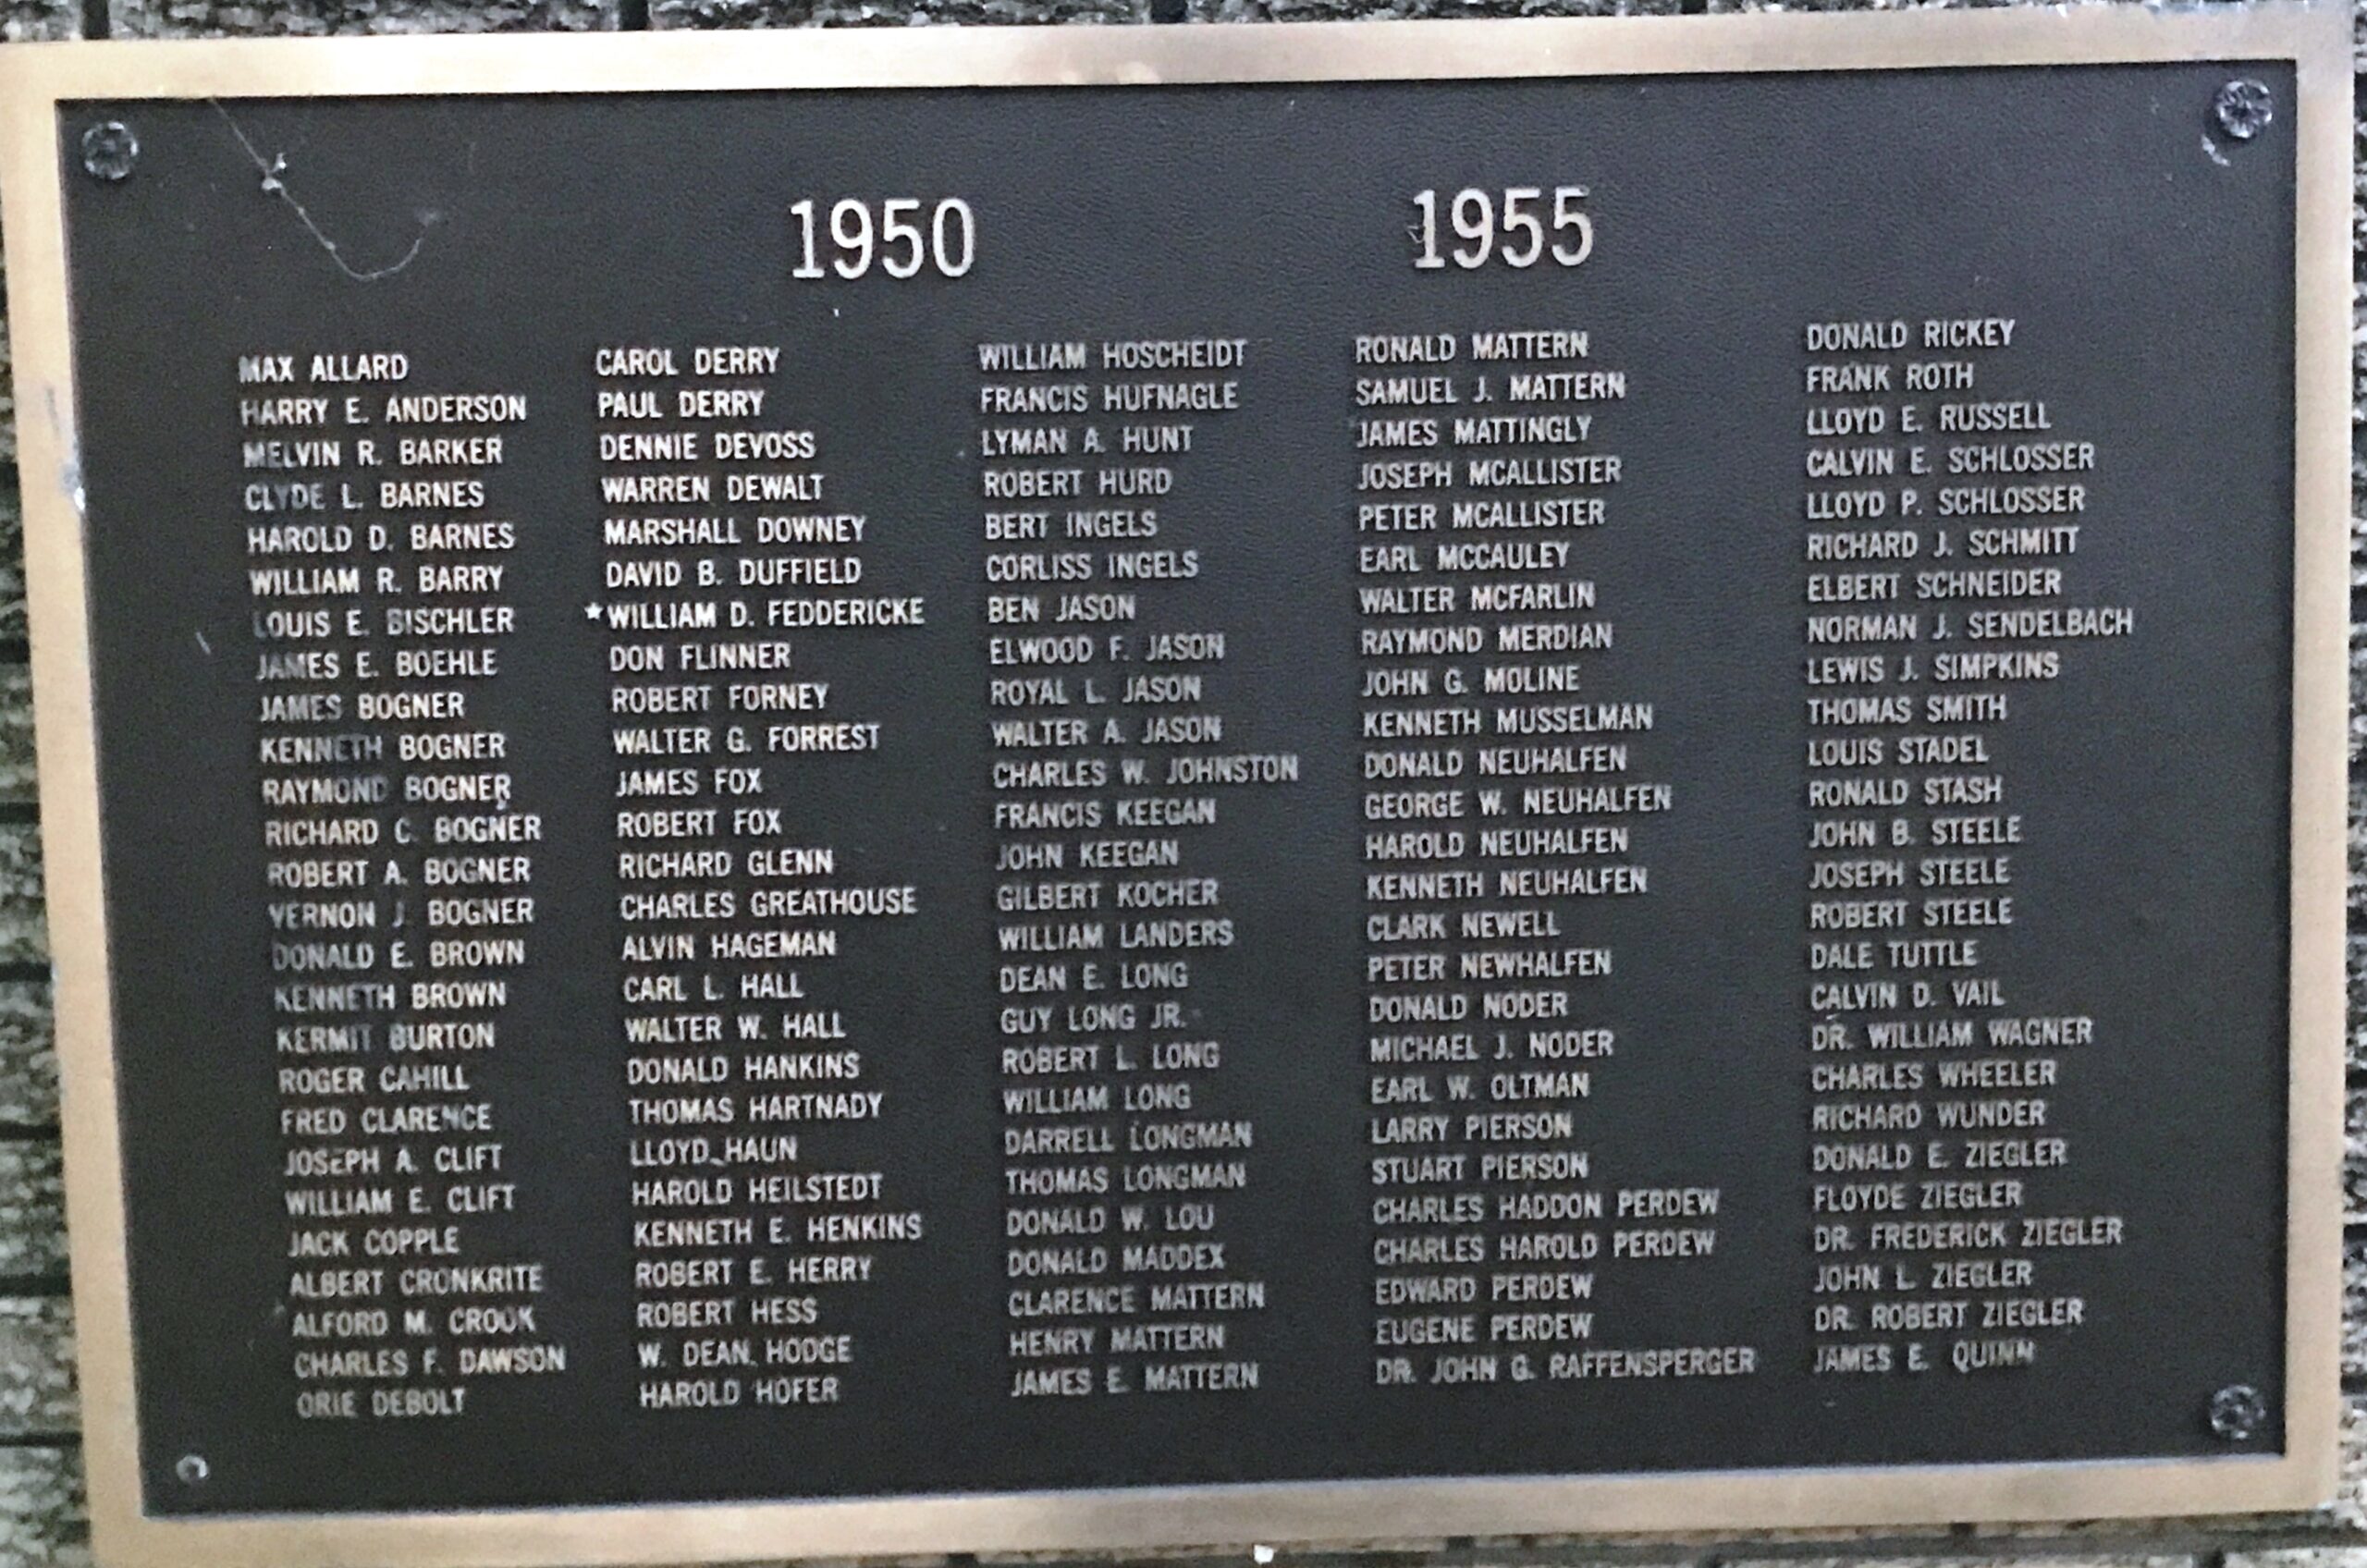 1950 1955
MAX ALLARD
HARRY E. ANDERSON
MELVIN R. BARKER
CLYDE L. BARNES
HAROLD D. BARNES
WILLIAM R. BARRY
LOUIS E. BISCHLER
JAMES E. BOEHLE
JAMES BOGNER
KENNETH BOGNER
RAYMOND BOGNER
RICHARD C. BOGNER
ROBERT A. BOGNER
VERNON J. BOGNER
DONALD E. BROWN
KENNETH BROWN
KERMIT BURTON
ROGER CAHILL
FRED CLARENCE
JOSEPH A. CLIFT
WILLIAM E. CLIFT
JACK COPPLE
ALBERT CRONKRITE
ALFORD M. CROOK
CHARLES F. DAWSON
ORIE DEBOLT
CAROL DERRY
PAUL DERRY
DENNIE DEVOSS
WARREN DEWALT
MARSHALL DOWNEY
DAVID B. DUFFIELD
★WILLIAM D. FEDDERICKE
DON FLINNER
ROBERT FORNEY
WALTER G. FORREST
JAMES FOX
ROBERT FOX
RICHARD GLENN
CHARLES GREATHOUSE
ALVIN HAGEMAN
CARL L. HALL
WALTER W. HALL
DONALD HANKINS
THOMAS HARTNADY
LLOYD HAUN
HAROLD HEILSTEDT
KENNETH E. HENKINS
ROBERT E. HERRY
ROBERT HESS
W. DEAN HODGE
HAROLD HOFER
WILLIAM HOSCHEIDT
FRANCIS HUFNAGLE
LYMAN A. HUNT
ROBERT HURD
BERT INGELS
CORLISS INGELS
BEN JASON
ELWOOD F. JASON
ROYAL L. JASON
WALTER A. JASON
CHARLES W. JOHNSTON
FRANCIS KEEGAN
JOHN KEEGAN
GILBERT KOCHER
WILLIAM LANDERS
DEAN E. LONG
GUY LONG JR.
ROBERT L. LONG
WILLIAM LONG
DARRELL LONGMAN
THOMAS LONGMAN
DONALD W. LOU
DONALD MADDEX
CLARENCE MATTERN
HENRY MATTERN
JAMES E. MATTERN
RONALD MATTERN
SAMUEL J. MATTERN
JAMES MATTINGLY
JOSEPH MCALLISTER
PETER MCALLISTER
EARL MCCAULEY
WALTER MCFARLIN
RAYMOND MERDIAN
JOHN G. MOLINE
KENNETH MUSSELMAN
DONALD NEUHALFEN
GEORGE W. NEUHALFEN
HAROLD NEUHALFEN
KENNETH NEUHALFEN
CLARK NEWELL
PETER NEWHALFEN
DONALD NODER
MICHAEL J. NODER
EARL W. OLTMAN
LARRY PIERSON
STUART PIERSON
CHARLES HADDON PERDEW
CHARLES HAROLD PERDEW
EDWARD PERDEW
EUGENE PERDEW
DR. JOHN G. RAFFENSPERGER
DONALD RICKEY
FRANK ROTH
LLOYD E. RUSSELL
CALVIN E. SCHLOSSER
LLOYD P. SCHLOSSER
RICHARD J. SCHMITT
ELBERT SCHNEIDER
NORMAN J. SENDELBACH
LEWIS J. SIMPKINS
THOMAS SMITH
LOUIS STADEL
RONALD STASH
JOHN B. STEELE
JOSEPH STEELE
ROBERT STEELE
DALE TUTTLE
CALVIN D. VAIL
DR. WILLIAM WAGNER
CHARLES WHEELER
RICHARD WUNDER
DONALD E. ZIEGLER
FLOYDE ZIEGLER
DR. FREDERICK ZIEGLER
JOHN L. ZIEGLER
DR. ROBERT ZIEGLER
JAMES E. QUINN